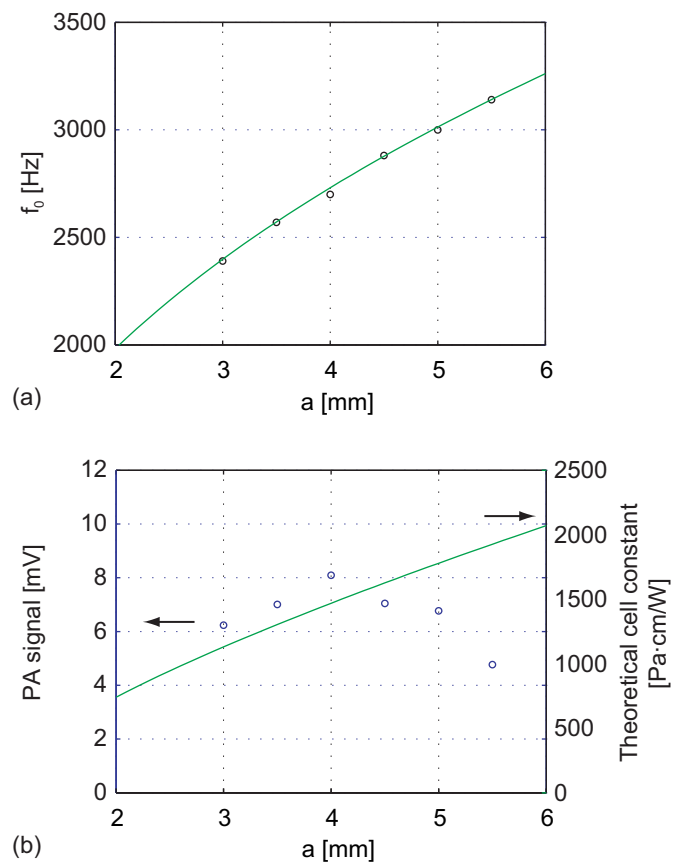 3500
3000
2500
2000
f₀ [Hz]
2 3 4 5 6
a [mm]
(a)
12
10
8
6
4
2
0
PA signal [mV]
2500
2000
1500
1000
500
0
Theoretical cell constant
[Pa·cm/W]
2 3 4 5 6
a [mm]
(b)